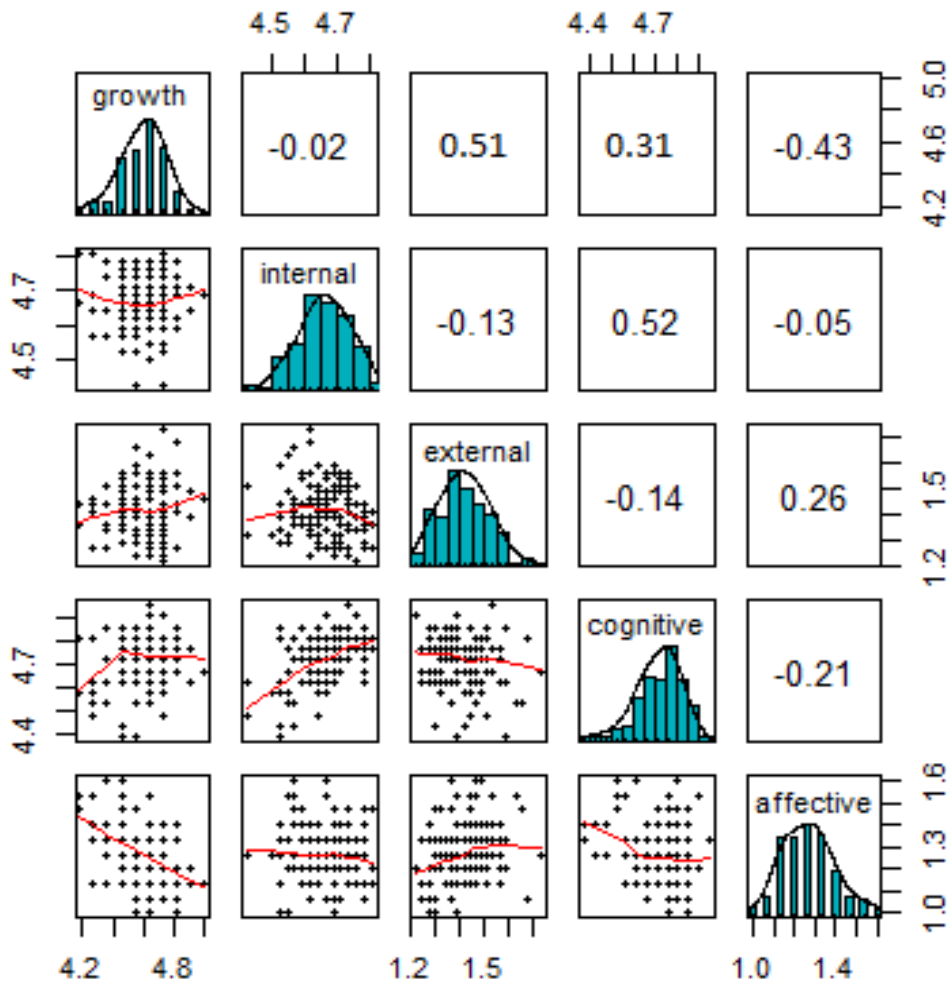 4.5 4.7 4.4 4.7
growth -0.02 0.51 0.31 -0.43 5.0 4.6 4.2
4.7 4.5 internal -0.13 0.52 -0.05
external -0.14 0.26 1.5 1.2
4.7 4.4 cognitive -0.21
affective 1.6 1.3 1.0
4.2 4.8 1.2 1.5 1.0 1.4